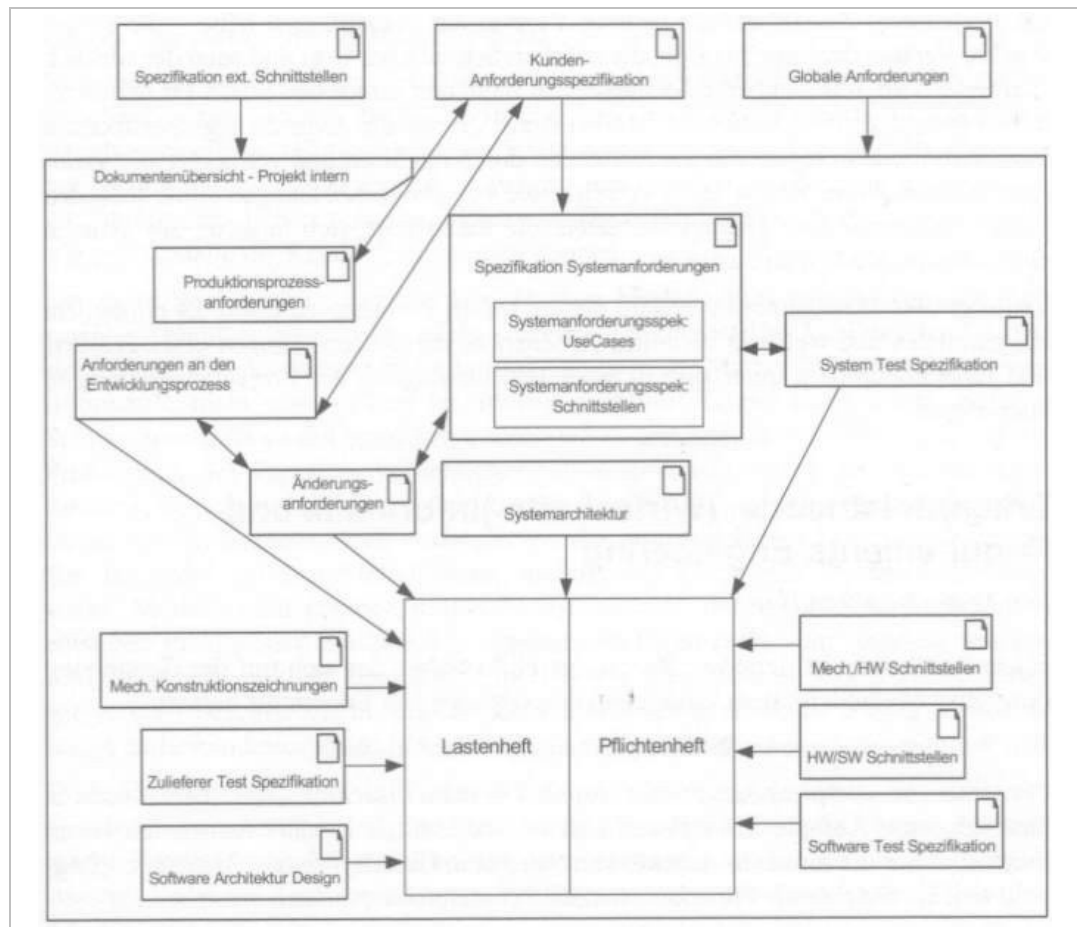 Spezifikation ext. Schnittstellen
Kunden-
Anforderungsspezifikation
Globale Anforderungen
Dokumentenübersicht - Projekt intern
Produktionsprozess-
anforderungen
Spezifikation Systemanforderungen
Systemanforderungsspek:
UseCases
Systemanforderungsspek:
Schnittstellen
System Test Spezifikation
Anforderungen an den
Entwicklungsprozess
Änderungs-
anforderungen
Systemarchitektur
Mech. Konstruktionszeichnungen
Mech./HW Schnittstellen
Lastenheft
Pflichtenheft
Zulieferer Test Spezifikation
HW/SW Schnittstellen
Software Architektur Design
Software Test Spezifikation